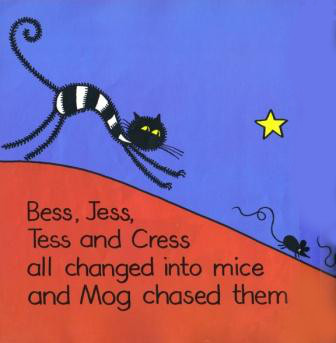 Bess, Jess,
Tess and Cress
all changed into mice
and Mog chased them